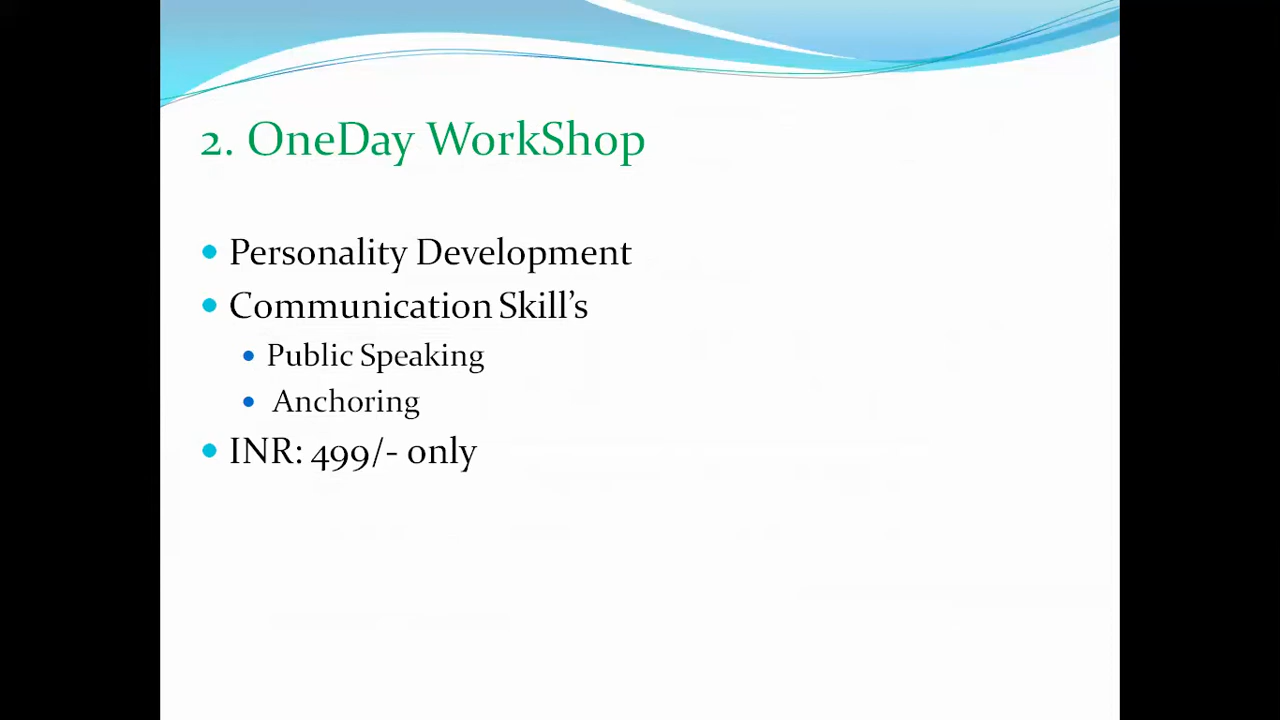 2. OneDay WorkShop
Personality Development
Communication Skill’s
Public Speaking
Anchoring
INR: 499/- only